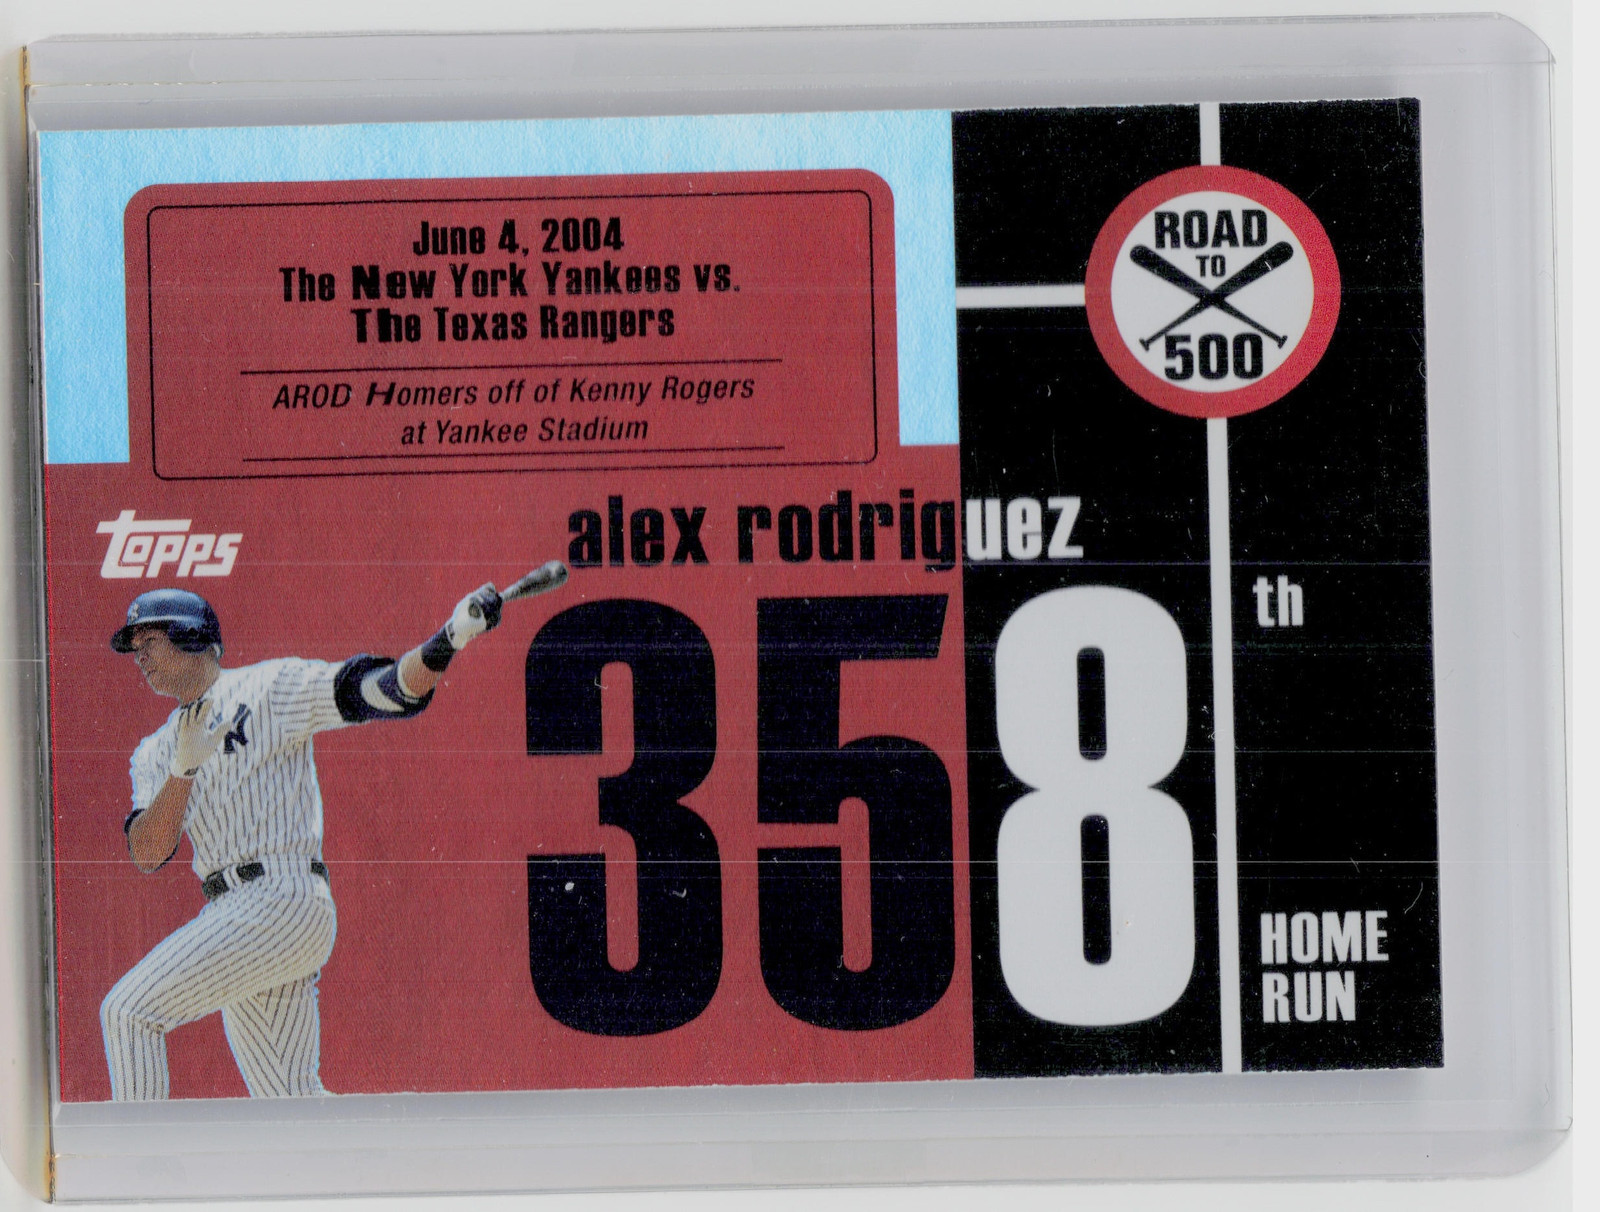 June 4, 2004
The New York Yankees vs.
The Texas Rangers
AROD Homers off of Kenny Rogers
at Yankee Stadium
ROAD
TO
500
topps
alex rodriguez
358
th
HOME
RUN